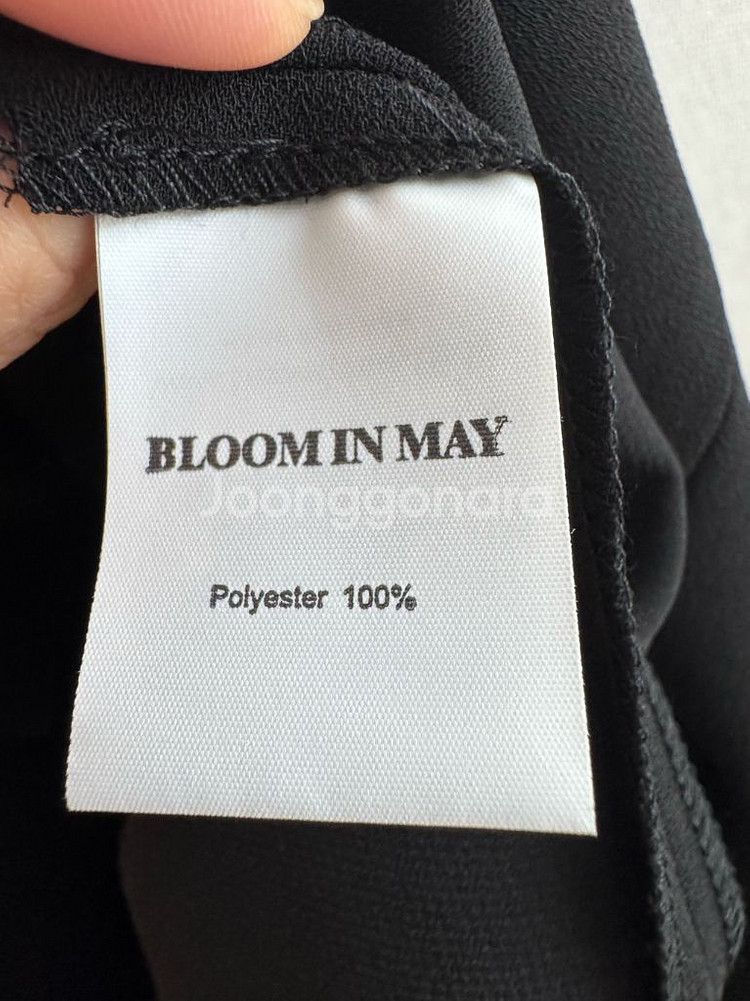 BLOOM IN MAY
Joonggonara
Polyester 100%